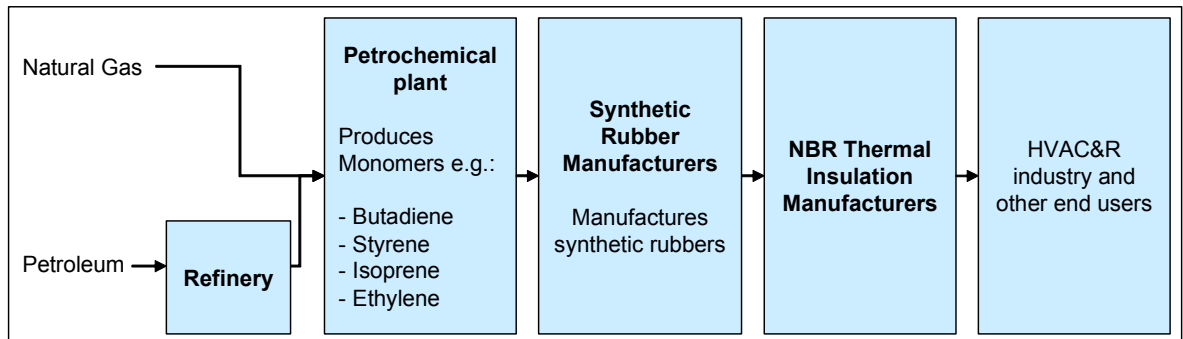 Natural Gas
Petroleum
Refinery
Petrochemical
plant
Produces
Monomers e.g.:
- Butadiene
- Styrene
- Isoprene
- Ethylene
Synthetic
Rubber
Manufacturers
Manufactures
synthetic rubbers
NBR Thermal
Insulation
Manufacturers
HVAC&R
industry and
other end users